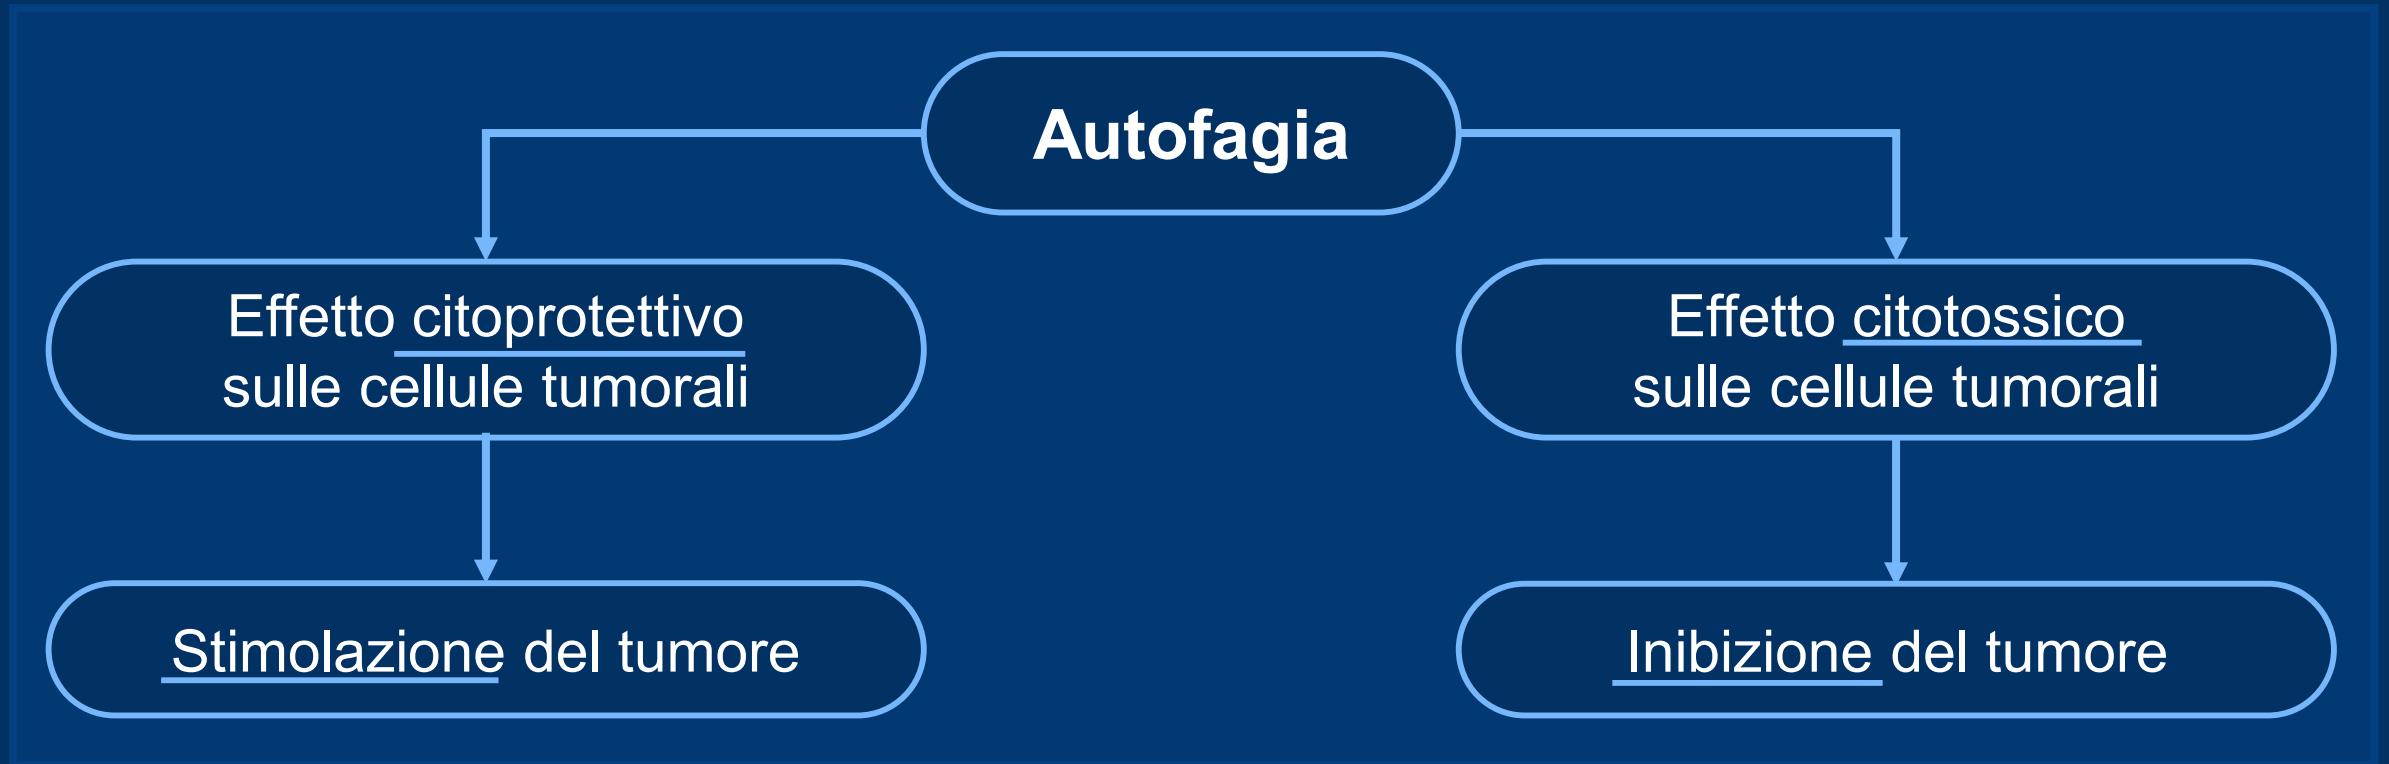 Autofagia
Effetto citoprotettivo
sulle cellule tumorali
Effetto citotossico
sulle cellule tumorali
Stimolazione del tumore
Inibizione del tumore